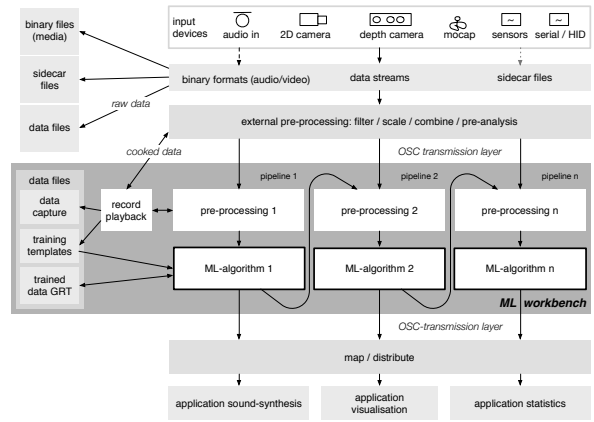 binary files
(media)
sidecar
files
data files
input
devices
audio in
2D camera
depth camera
mocap
sensors
serial / HID
~
~
binary formats (audio/video)
data streams
sidecar files
raw data
external pre-processing: filter / scale / combine / pre-analysis
cooked data
OSC transmission layer
data files
data
capture
training
templates
trained
data GRT
record
playback
pipeline 1
pipeline 2
pipeline n
pre-processing 1
pre-processing 2
pre-processing n
ML-algorithm 1
ML-algorithm 2
ML-algorithm n
ML workbench
OSC-transmission layer
map / distribute
application sound-synthesis
application
visualisation
application statistics